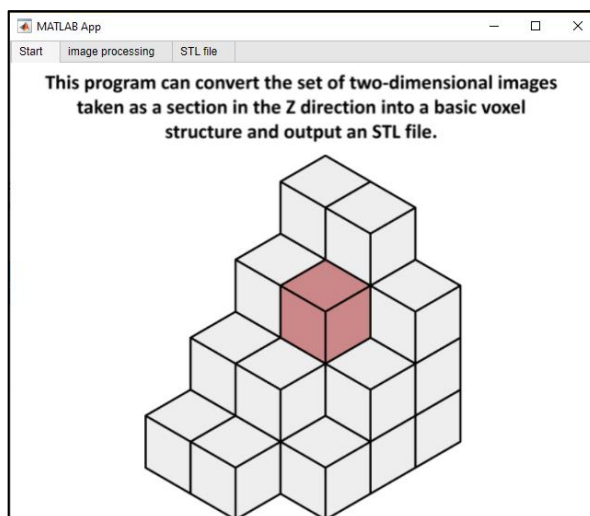 MATLAB App
Start image processing STL file
This program can convert the set of two-dimensional images
taken as a section in the Z direction into a basic voxel
structure and output an STL file.